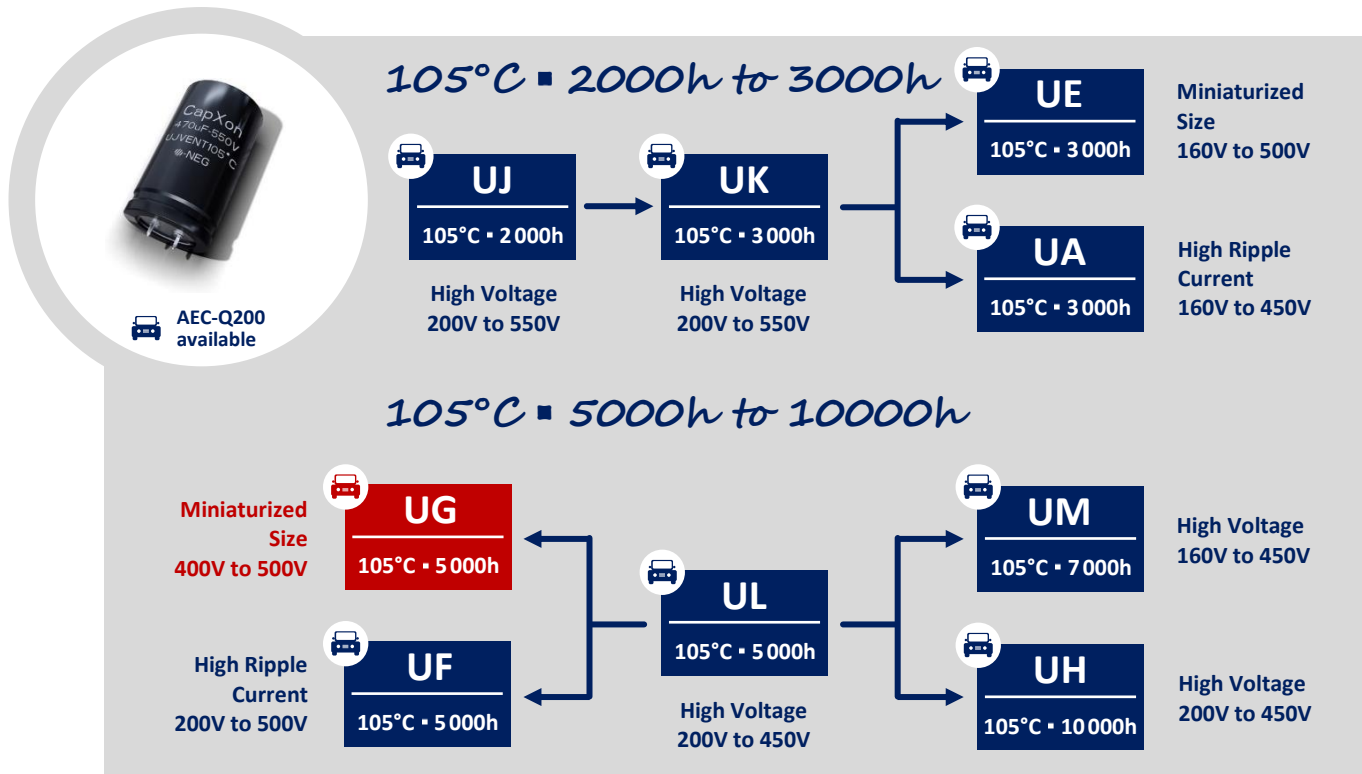 CapXon
470uF-550V
UJVENT105°C
-NEG
AEC-Q200
available
105°C ▪ 2000h to 3000h
UJ
105°C ▪ 2000h
High Voltage
200V to 550V
UK
105°C ▪ 3000h
High Voltage
200V to 550V
UE
105°C ▪ 3000h
Miniaturized
Size
160V to 500V
UA
105°C ▪ 3000h
High Ripple
Current
160V to 450V
105°C ▪ 5000h to 10000h
Miniaturized
Size
400V to 500V
UG
105°C ▪ 5000h
High Ripple
Current
200V to 500V
UF
105°C ▪ 5000h
UL
105°C ▪ 5000h
High Voltage
200V to 450V
UM
105°C ▪ 7000h
High Voltage
160V to 450V
UH
105°C ▪ 10000h
High Voltage
200V to 450V